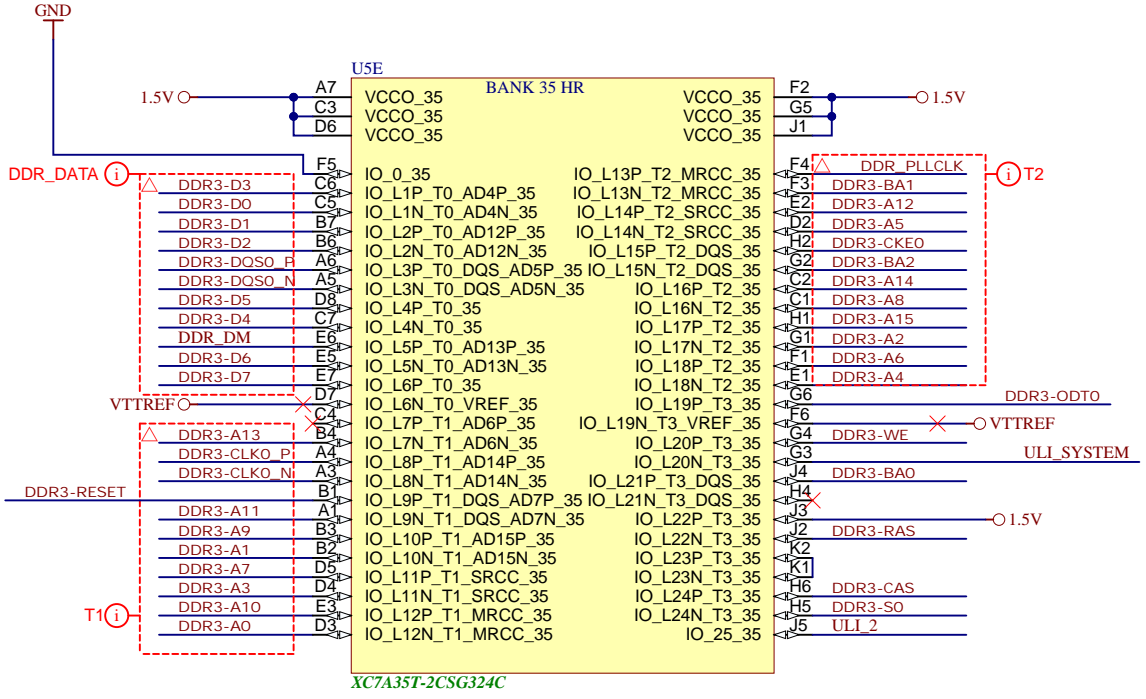 GND
U5E
BANK 35 HR
1.5V
A7
VCCO_35
C3
VCCO_35
D6
VCCO_35
VCCO_35
F2
1.5V
VCCO_35
G5
VCCO_35
J1
DDR_DATA
i
F5
IO_0_35
DDR3-D3
C6
IO_L1P_T0_AD4P_35
DDR3-D0
C5
IO_L1N_T0_AD4N_35
DDR3-D1
B7
IO_L2P_T0_AD12P_35
DDR3-D2
B6
IO_L2N_T0_AD12N_35
DDR3-DQS0_P
A6
IO_L3P_T0_DQS_AD5P_35
DDR3-DQS0_N
A5
IO_L3N_T0_DQS_AD5N_35
DDR3-D5
D8
IO_L4P_T0_35
DDR3-D4
C7
IO_L4N_T0_35
DDR_DM
E6
IO_L5P_T0_AD13P_35
DDR3-D6
E5
IO_L5N_T0_AD13N_35
DDR3-D7
E7
IO_L6P_T0_35
VTTREF
D7
IO_L6N_T0_VREF_35
C4
IO_L7P_T1_AD6P_35
DDR3-A13
B4
IO_L7N_T1_AD6N_35
DDR3-CLK0_P
A4
IO_L8P_T1_AD14P_35
DDR3-CLK0_N
A3
IO_L8N_T1_AD14N_35
DDR3-RESET
B1
IO_L9P_T1_DQS_AD7P_35
DDR3-A11
A1
IO_L9N_T1_DQS_AD7N_35
DDR3-A9
B3
IO_L10P_T1_AD15P_35
DDR3-A1
B2
IO_L10N_T1_AD15N_35
DDR3-A7
D5
IO_L11P_T1_SRCC_35
DDR3-A3
D4
IO_L11N_T1_SRCC_35
T1
i
DDR3-A10
E3
IO_L12P_T1_MRCC_35
DDR3-A0
D3
IO_L12N_T1_MRCC_35
IO_L13P_T2_MRCC_35
F4
DDR_PLLCLK
i
T2
IO_L13N_T2_MRCC_35
F3
DDR3-BA1
IO_L14P_T2_SRCC_35
E2
DDR3-A12
IO_L14N_T2_SRCC_35
D2
DDR3-A5
IO_L15P_T2_DQS_35
H2
DDR3-CKE0
IO_L15N_T2_DQS_35
G2
DDR3-BA2
IO_L16P_T2_35
C2
DDR3-A14
IO_L16N_T2_35
C1
DDR3-A8
IO_L17P_T2_35
H1
DDR3-A15
IO_L17N_T2_35
G1
DDR3-A2
IO_L18P_T2_35
F1
DDR3-A6
IO_L18N_T2_35
E1
DDR3-A4
IO_L19P_T3_35
G6
DDR3-ODT0
IO_L19N_T3_VREF_35
F6
VTTREF
IO_L20P_T3_35
G4
DDR3-WE
IO_L20N_T3_35
G3
ULI_SYSTEM
IO_L21P_T3_DQS_35
J4
DDR3-BA0
IO_L21N_T3_DQS_35
H4
IO_L22P_T3_35
J3
1.5V
IO_L22N_T3_35
J2
DDR3-RAS
IO_L23P_T3_35
K2
IO_L23N_T3_35
K1
IO_L24P_T3_35
H6
DDR3-CAS
IO_L24N_T3_35
H5
DDR3-S0
IO_25_35
J5
ULI_2
XC7A35T-2CSG324C